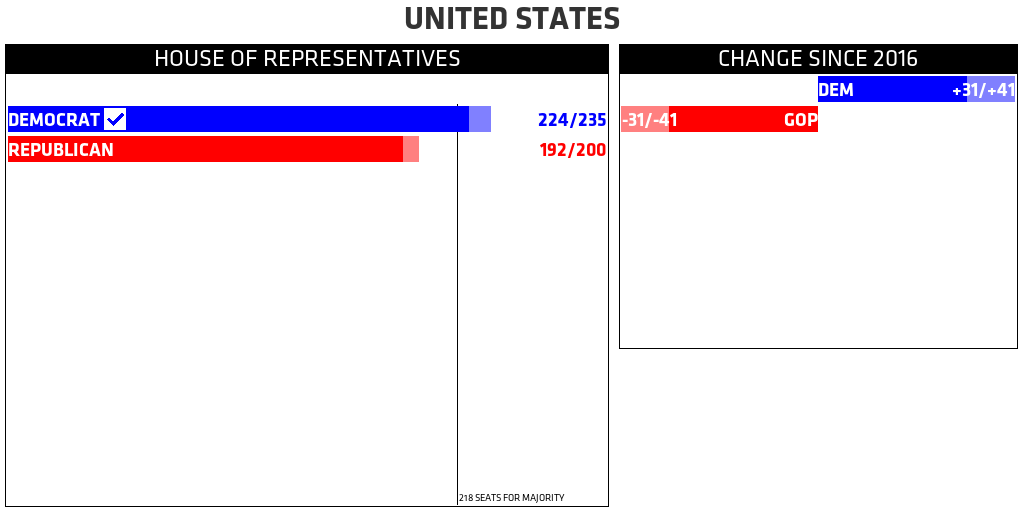 UNITED STATES
HOUSE OF REPRESENTATIVES
DEMOCRAT 224/235
REPUBLICAN 192/200
218 SEATS FOR MAJORITY
CHANGE SINCE 2016
DEM +31/+41
-31/-41 GOP